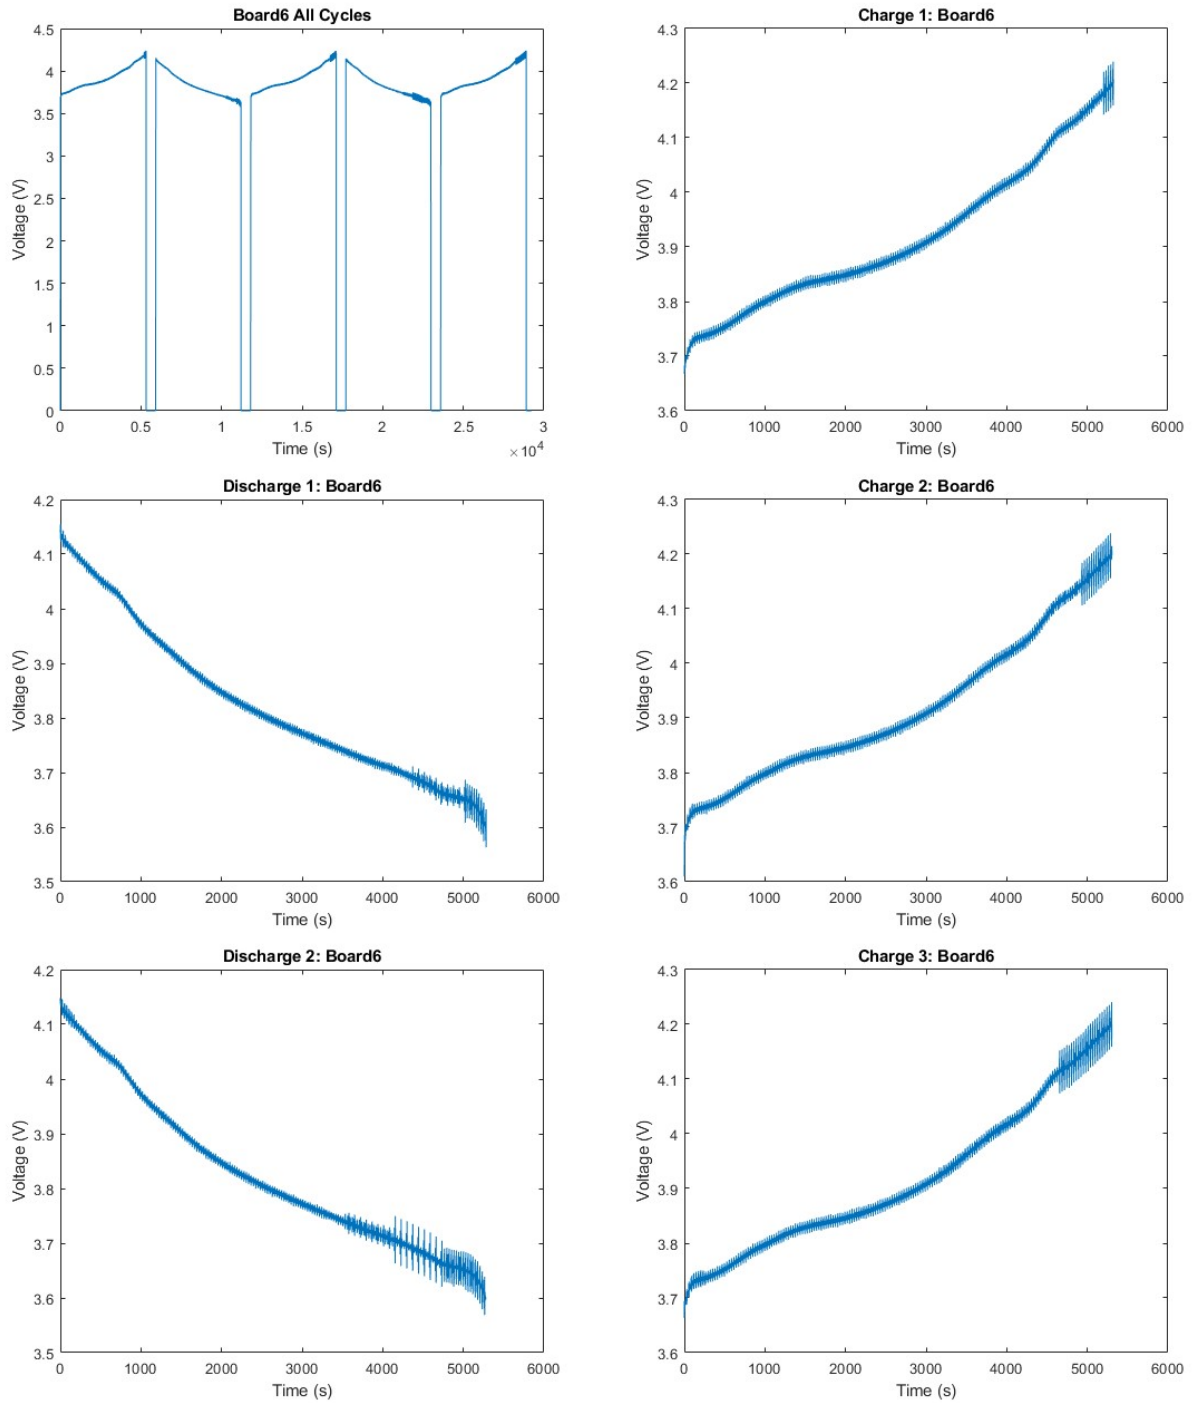 Board6 All Cycles
4.5
4
3.5
3
2.5
2
1.5
1
0.5
0
Voltage (V)
0 0.5 1 1.5 2 2.5 3
Time (s)
×10^4
Charge 1: Board6
4.3
4.2
4.1
4
3.9
3.8
3.7
3.6
Voltage (V)
0 1000 2000 3000 4000 5000 6000
Time (s)
Discharge 1: Board6
4.2
4.1
4
3.9
3.8
3.7
3.6
3.5
Voltage (V)
0 1000 2000 3000 4000 5000 6000
Time (s)
Charge 2: Board6
4.3
4.2
4.1
4
3.9
3.8
3.7
3.6
Voltage (V)
0 1000 2000 3000 4000 5000 6000
Time (s)
Discharge 2: Board6
4.2
4.1
4
3.9
3.8
3.7
3.6
3.5
Voltage (V)
0 1000 2000 3000 4000 5000 6000
Time (s)
Charge 3: Board6
4.3
4.2
4.1
4
3.9
3.8
3.7
3.6
Voltage (V)
0 1000 2000 3000 4000 5000 6000
Time (s)